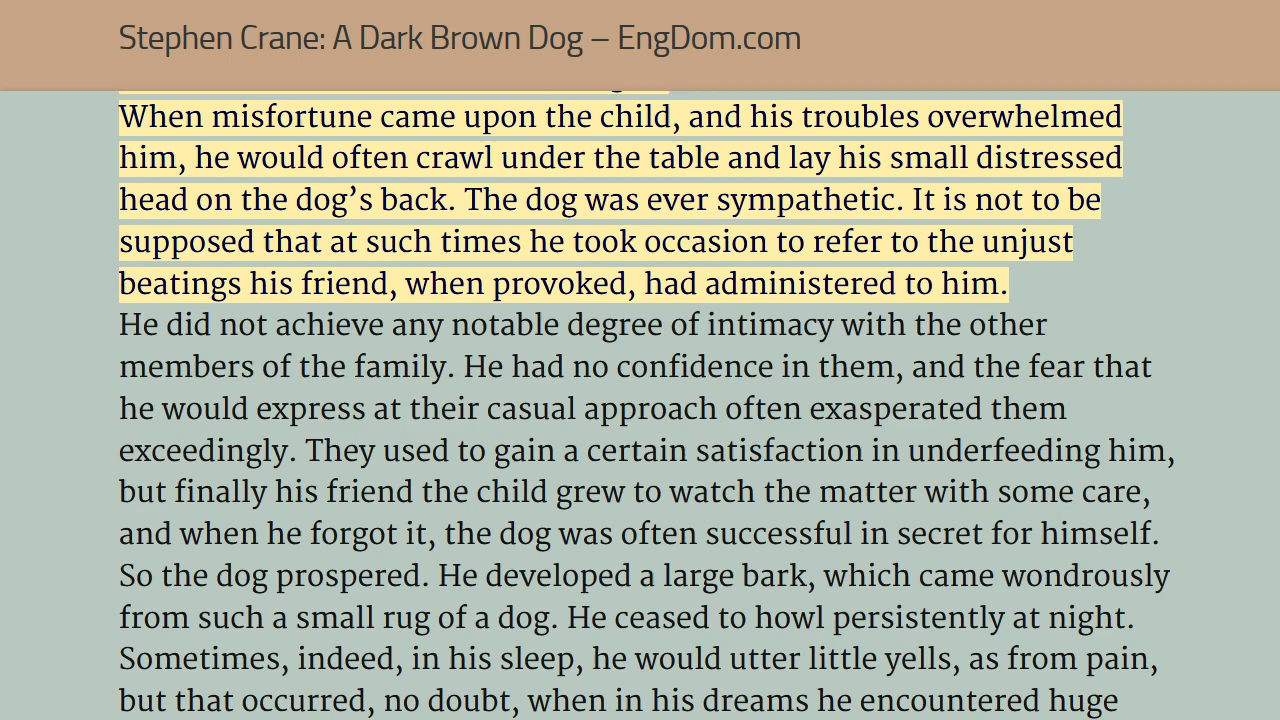 Stephen Crane: A Dark Brown Dog – EngDom.com
When misfortune came upon the child, and his troubles overwhelmed
him, he would often crawl under the table and lay his small distressed
head on the dog’s back. The dog was ever sympathetic. It is not to be
supposed that at such times he took occasion to refer to the unjust
beatings his friend, when provoked, had administered to him.
He did not achieve any notable degree of intimacy with the other
members of the family. He had no confidence in them, and the fear that
he would express at their casual approach often exasperated them
exceedingly. They used to gain a certain satisfaction in underfeeding him,
but finally his friend the child grew to watch the matter with some care,
and when he forgot it, the dog was often successful in secret for himself.
So the dog prospered. He developed a large bark, which came wondrously
from such a small rug of a dog. He ceased to howl persistently at night.
Sometimes, indeed, in his sleep, he would utter little yells, as from pain,
but that occurred, no doubt, when in his dreams he encountered huge